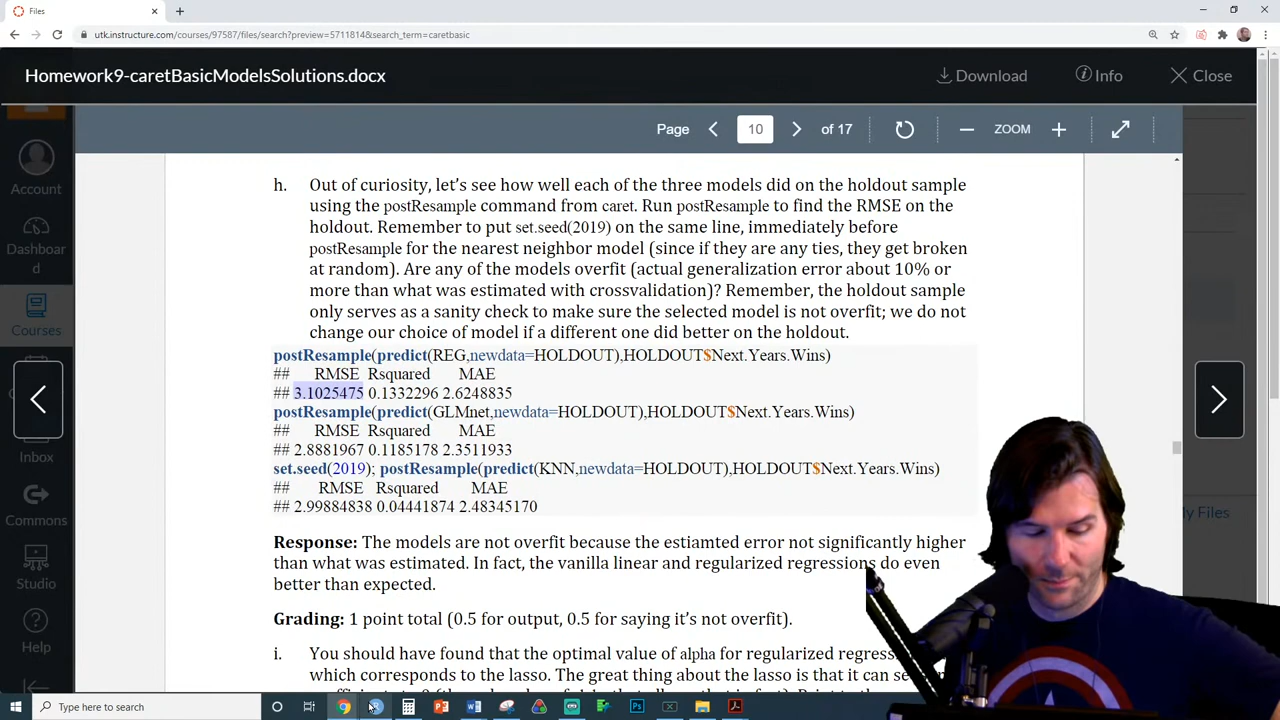 Files
utk.instructure.com/courses/97587/files/search?preview=5711814&search_term=caretbasic
Homework9-caretBasicModelsSolutions.docx
Download
Info
Close
Page
10
of 17
ZOOM
Account
Dashboar
d
Courses
Inbox
Commons
Studio
Help
My Files
h. Out of curiosity, let's see how well each of the three models did on the holdout sample
using the postResample command from caret. Run postResample to find the RMSE on the
holdout. Remember to put set.seed(2019) on the same line, immediately before
postResample for the nearest neighbor model (since if they are any ties, they get broken
at random). Are any of the models overfit (actual generalization error about 10% or
more than what was estimated with crossvalidation)? Remember, the holdout sample
only serves as a sanity check to make sure the selected model is not overfit; we do not
change our choice of model if a different one did better on the holdout.
postResample(predict(REG,newdata=HOLDOUT),HOLDOUT$Next.Years.Wins)
## RMSE Rsquared MAE
## 3.1025475 0.1332296 2.6248835
postResample(predict(GLMnet,newdata=HOLDOUT),HOLDOUT$Next.Years.Wins)
## RMSE Rsquared MAE
## 2.8881967 0.1185178 2.3511933
set.seed(2019); postResample(predict(KNN,newdata=HOLDOUT),HOLDOUT$Next.Years.Wins)
## RMSE Rsquared MAE
## 2.99884838 0.04441874 2.48345170
Response: The models are not overfit because the estiamted error not significantly higher
than what was estimated. In fact, the vanilla linear and regularized regressions do even
better than expected.
Grading: 1 point total (0.5 for output, 0.5 for saying it's not overfit).
i. You should have found that the optimal value of alpha for regularized regress
which corresponds to the lasso. The great thing about the lasso is that it can se
Type here to search